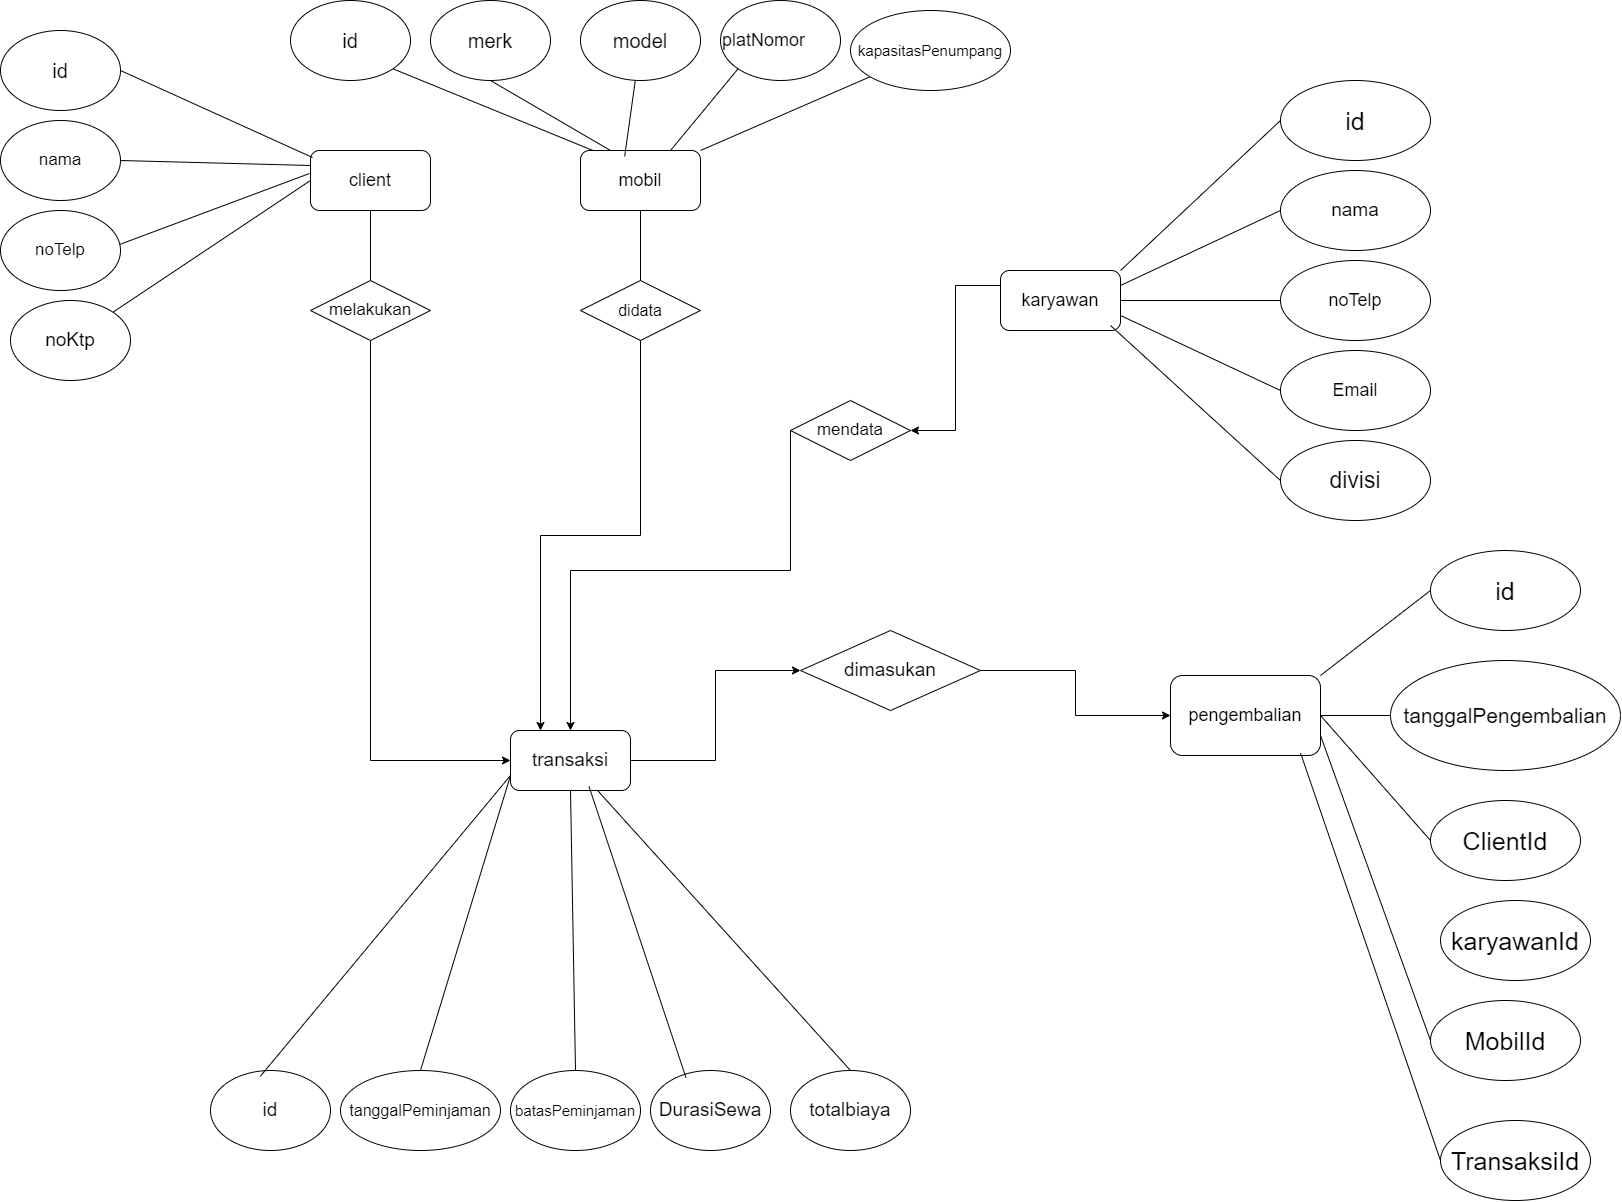 id
merk
model
platNomor
kapasitasPenumpang
id
nama
noTelp
noKtp
client
mobil
melakukan
didata
karyawan
id
nama
noTelp
Email
divisi
mendata
dimasukan
transaksi
pengembalian
id
tanggalPengembalian
ClientId
karyawanId
MobilId
TransaksiId
id
tanggalPeminjaman
batasPeminjaman
DurasiSewa
totalbiaya